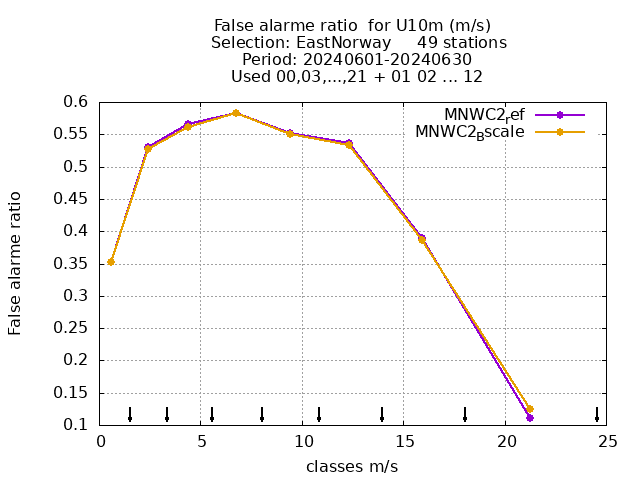 False alarme ratio  for U10m (m/s)
Selection: EastNorway     49 stations
Period: 20240601-20240630
Used 00,03,...,21 + 01 02 ... 12
MNWC2ref
MNWC2Bscale
0.6
0.55
0.5
0.45
0.4
0.35
0.3
0.25
0.2
0.15
0.1
False alarme ratio
0 5 10 15 20 25
classes m/s